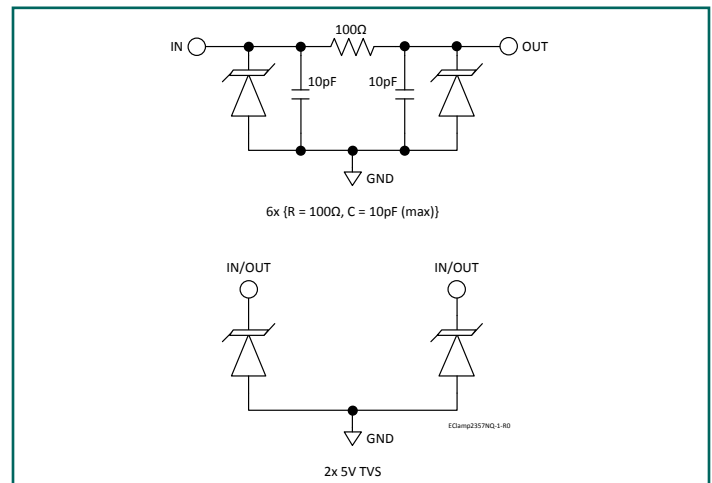 100Ω
IN
OUT
10pF
10pF
GND
6x {R = 100Ω, C = 10pF (max)}
IN/OUT
IN/OUT
EClamp2357NQ-1-R0
GND
2x 5V TVS